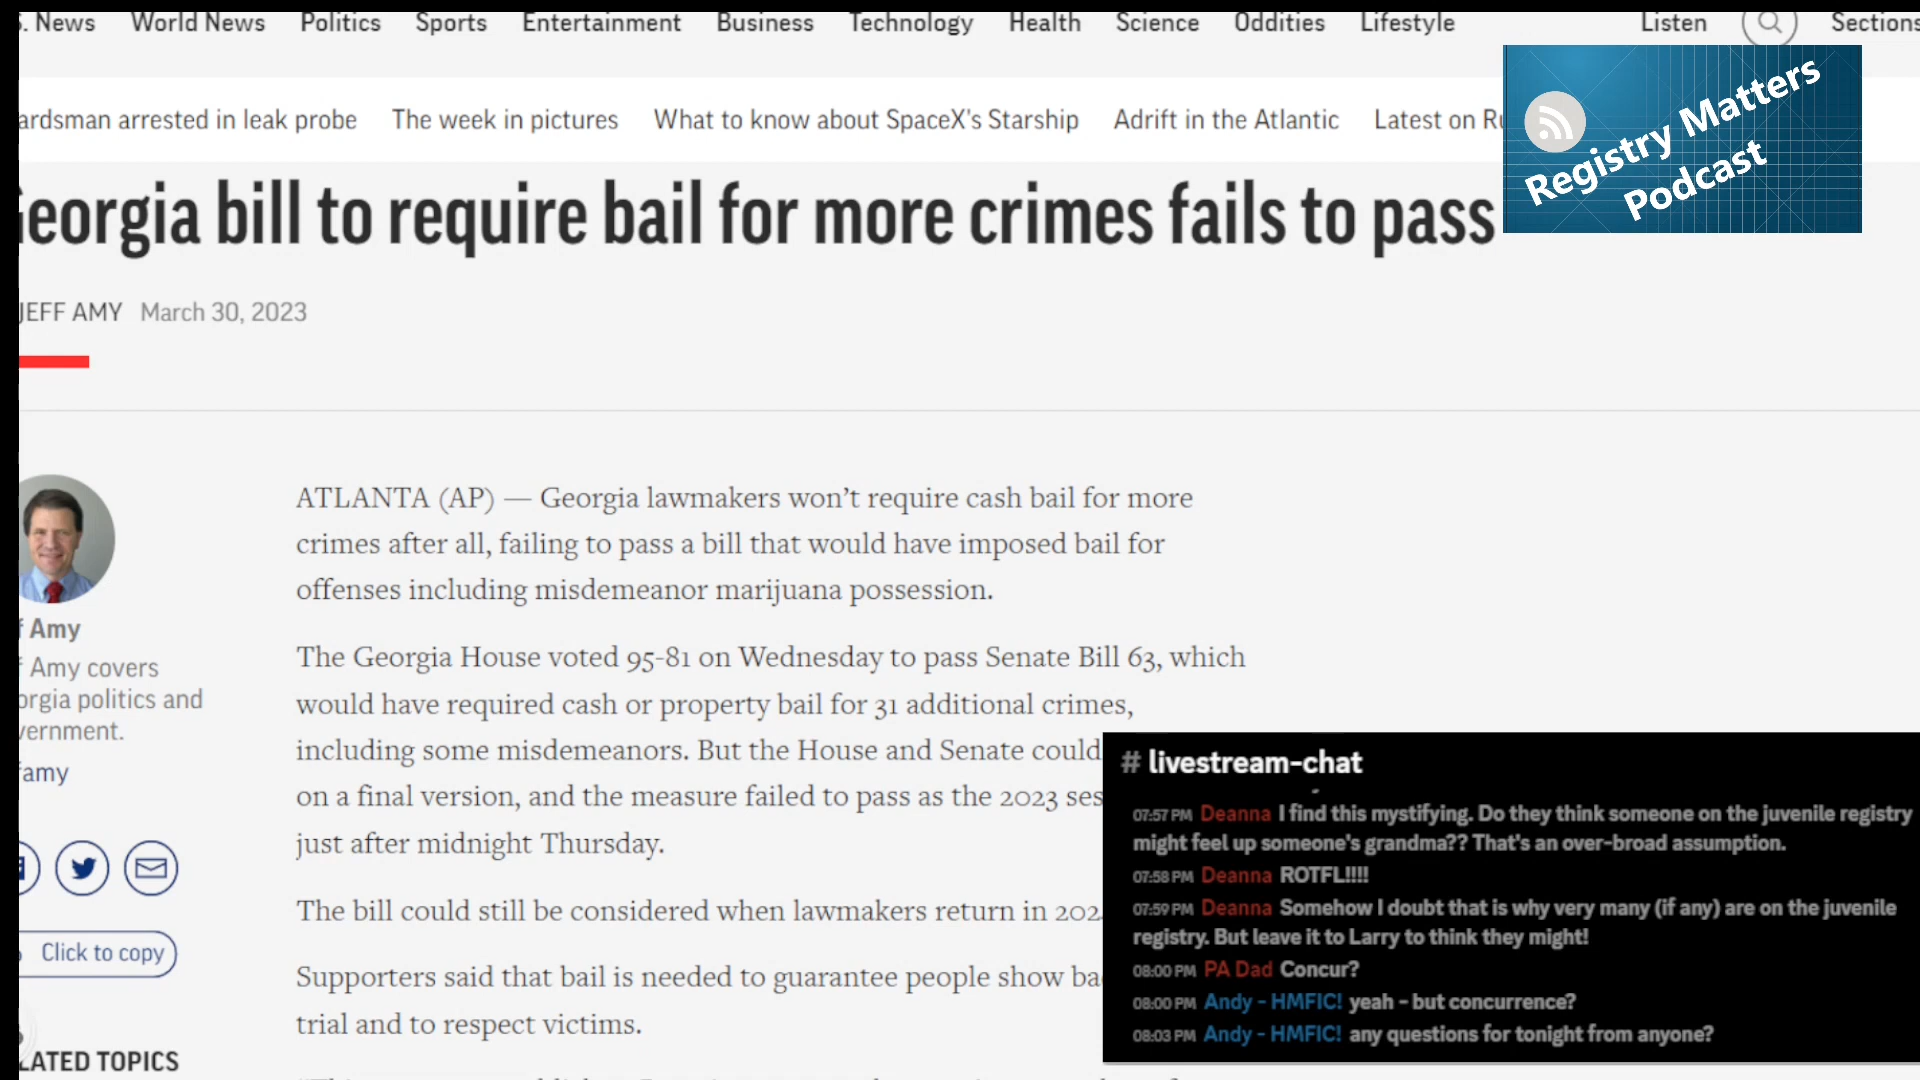 . News World News Politics Sports Entertainment Business Technology Health Science Oddities Lifestyle Listen Sections
ardsman arrested in leak probe The week in pictures What to know about SpaceX's Starship Adrift in the Atlantic Latest on Ru
Registry Matters
Podcast
eorgia bill to require bail for more crimes fails to pass
JEFF AMY March 30, 2023
ATLANTA (AP) — Georgia lawmakers won't require cash bail for more
crimes after all, failing to pass a bill that would have imposed bail for
offenses including misdemeanor marijuana possession.
f Amy
f Amy covers
orgia politics and
vernment.
famy
The Georgia House voted 95-81 on Wednesday to pass Senate Bill 63, which
would have required cash or property bail for 31 additional crimes,
including some misdemeanors. But the House and Senate could
on a final version, and the measure failed to pass as the 2023 ses
just after midnight Thursday.
The bill could still be considered when lawmakers return in 202
Click to copy
Supporters said that bail is needed to guarantee people show ba
trial and to respect victims.
LATED TOPICS
# livestream-chat
07:57 PM Deanna I find this mystifying. Do they think someone on the juvenile registry
might feel up someone's grandma?? That's an over-broad assumption.
07:58 PM Deanna ROTFL!!!!
07:59 PM Deanna Somehow I doubt that is why very many (if any) are on the juvenile
registry. But leave it to Larry to think they might!
08:00 PM PA Dad Concur?
08:00 PM Andy - HMFIC! yeah - but concurrence?
08:03 PM Andy - HMFIC! any questions for tonight from anyone?